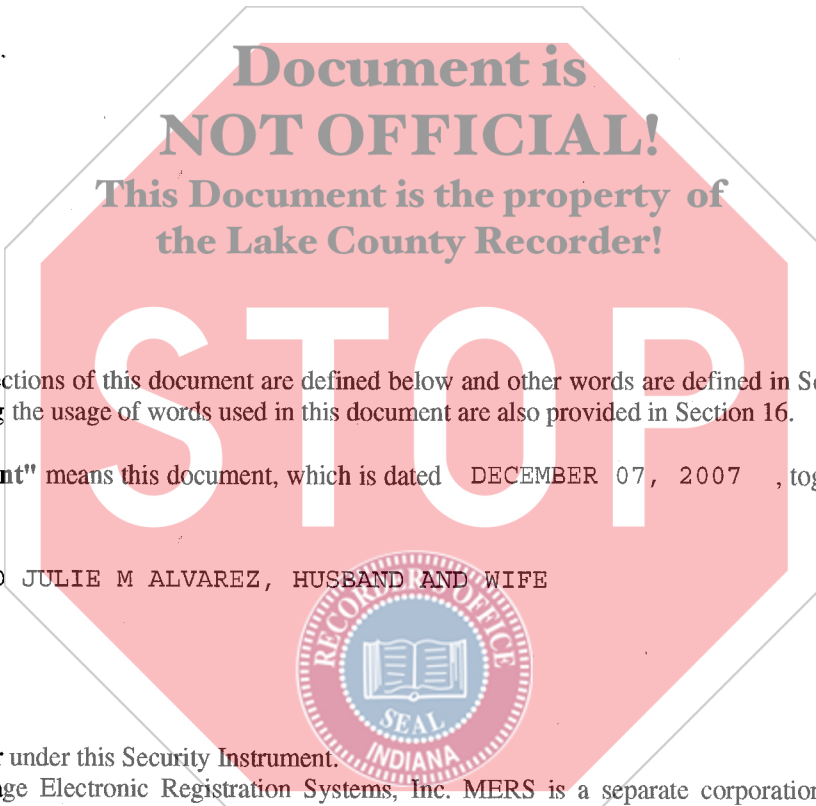 Document is
NOT OFFICIAL!
This Document is the property of
the Lake County Recorder!
STOP
ctions of this document are defined below and other words are defined in Se
the usage of words used in this document are also provided in Section 16.
nt" means this document, which is dated DECEMBER 07, 2007 , tog
JULIE M ALVAREZ, HUSBAND AND WIFE
RECORDER'S OFFICE
SEAL
INDIANA
under this Security Instrument.
ge Electronic Registration Systems, Inc. MERS is a separate corporation